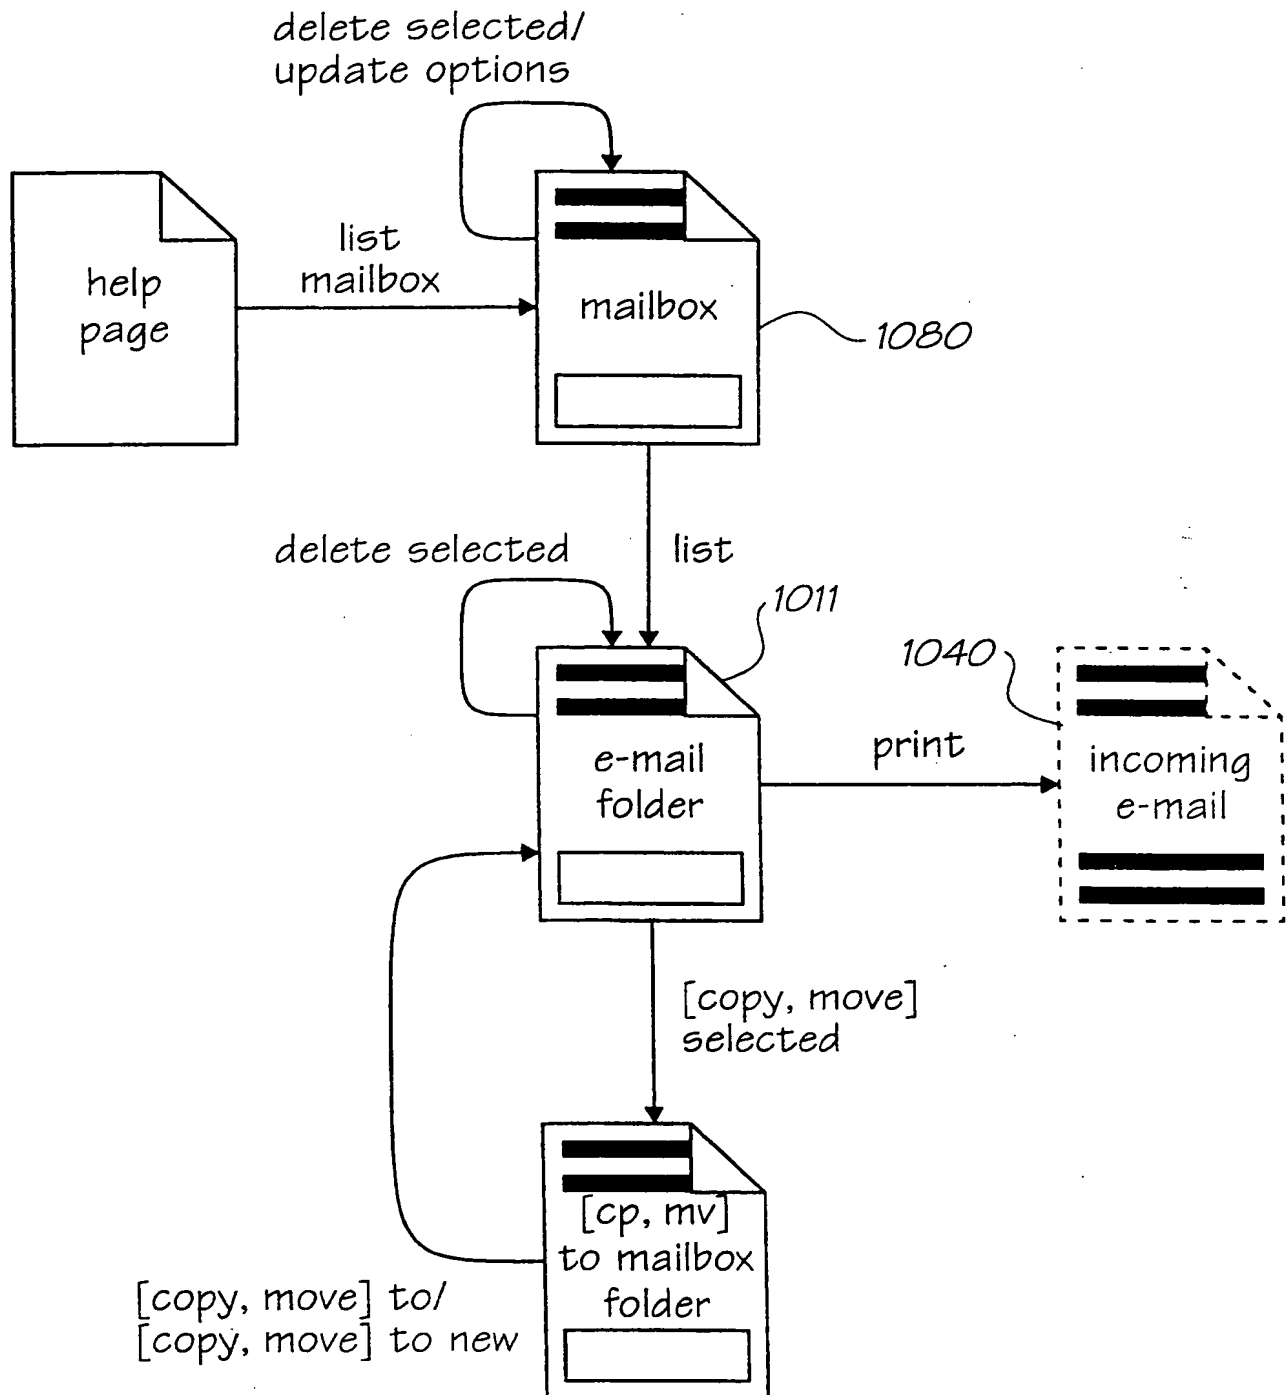 delete selected/
update options
help
page
list
mailbox
mailbox
1080
delete selected
list
1011
1040
e-mail
folder
print
incoming
e-mail
[copy, move]
selected
[cp, mv]
to mailbox
folder
[copy, move] to/
[copy, move] to new